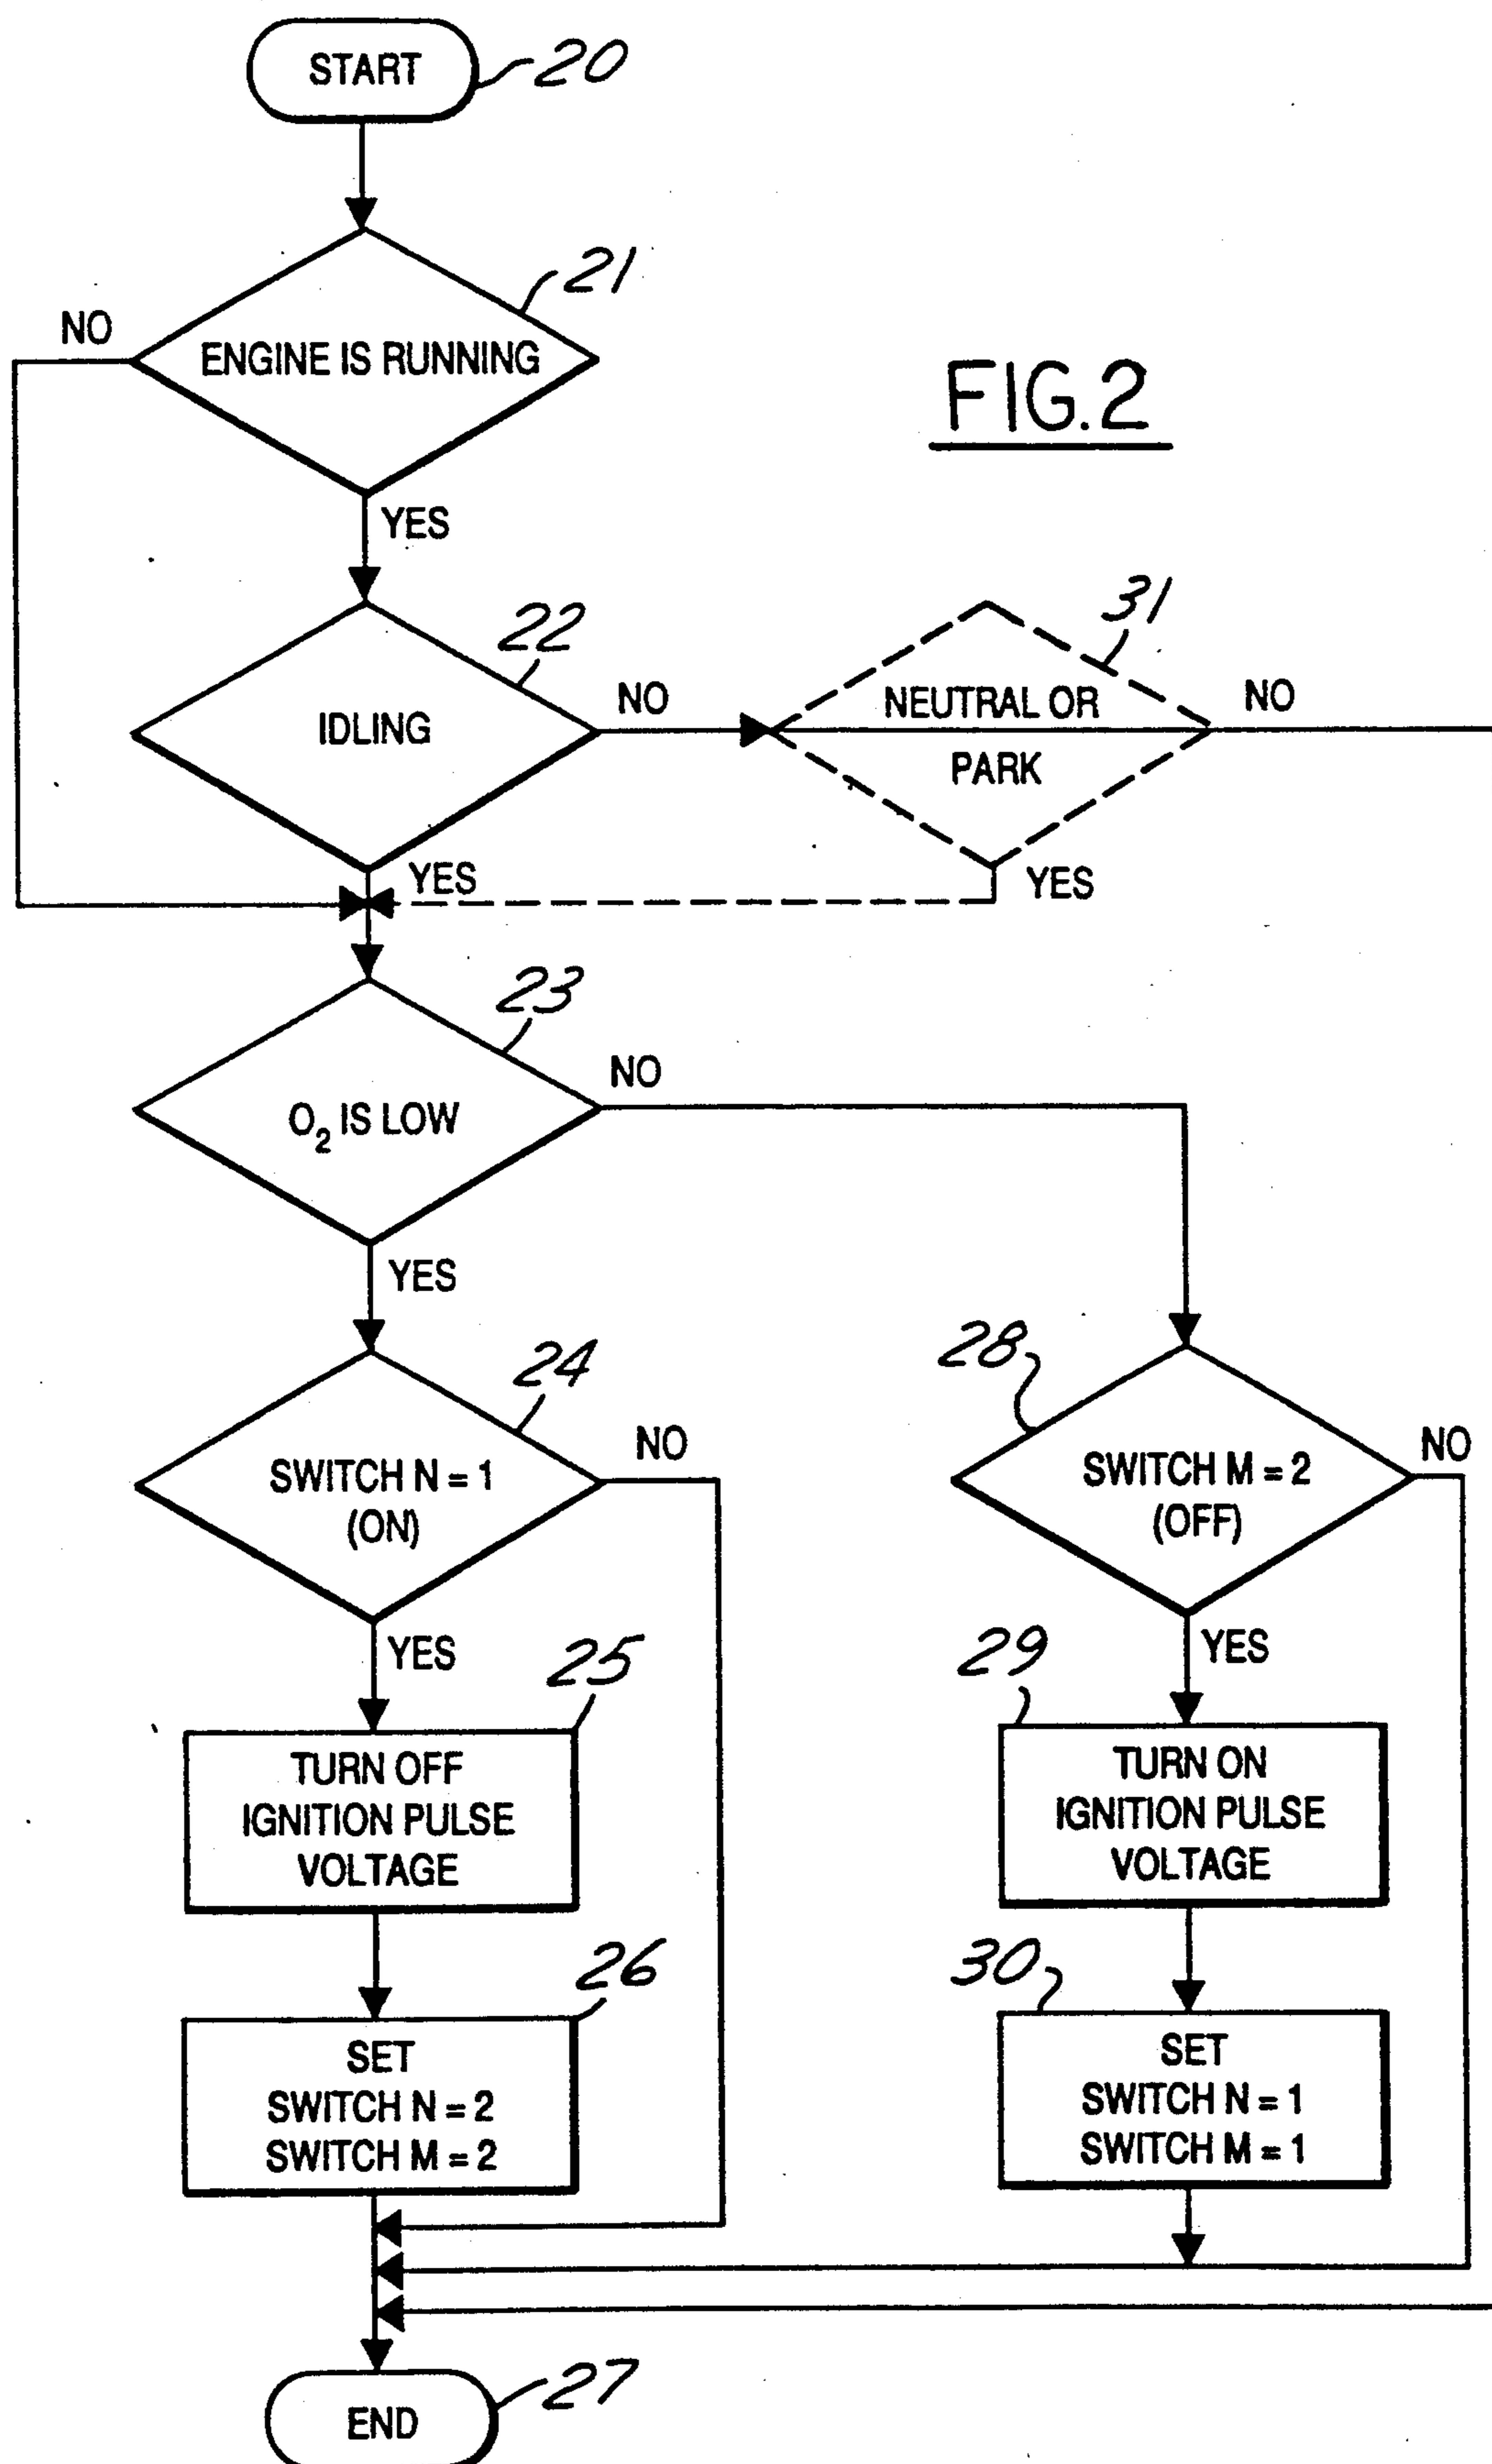 START
20
21
NO
ENGINE IS RUNNING
FIG.2
YES
22
31
IDLING
NO
NEUTRAL OR
NO
PARK
YES
YES
23
NO
O₂ IS LOW
YES
24
28
NO
NO
SWITCH N = 1
(ON)
SWITCH M = 2
(OFF)
YES
YES
25
29
TURN OFF
IGNITION PULSE
VOLTAGE
TURN ON
IGNITION PULSE
VOLTAGE
26
30
SET
SWITCH N = 2
SWITCH M = 2
SET
SWITCH N = 1
SWITCH M = 1
27
END